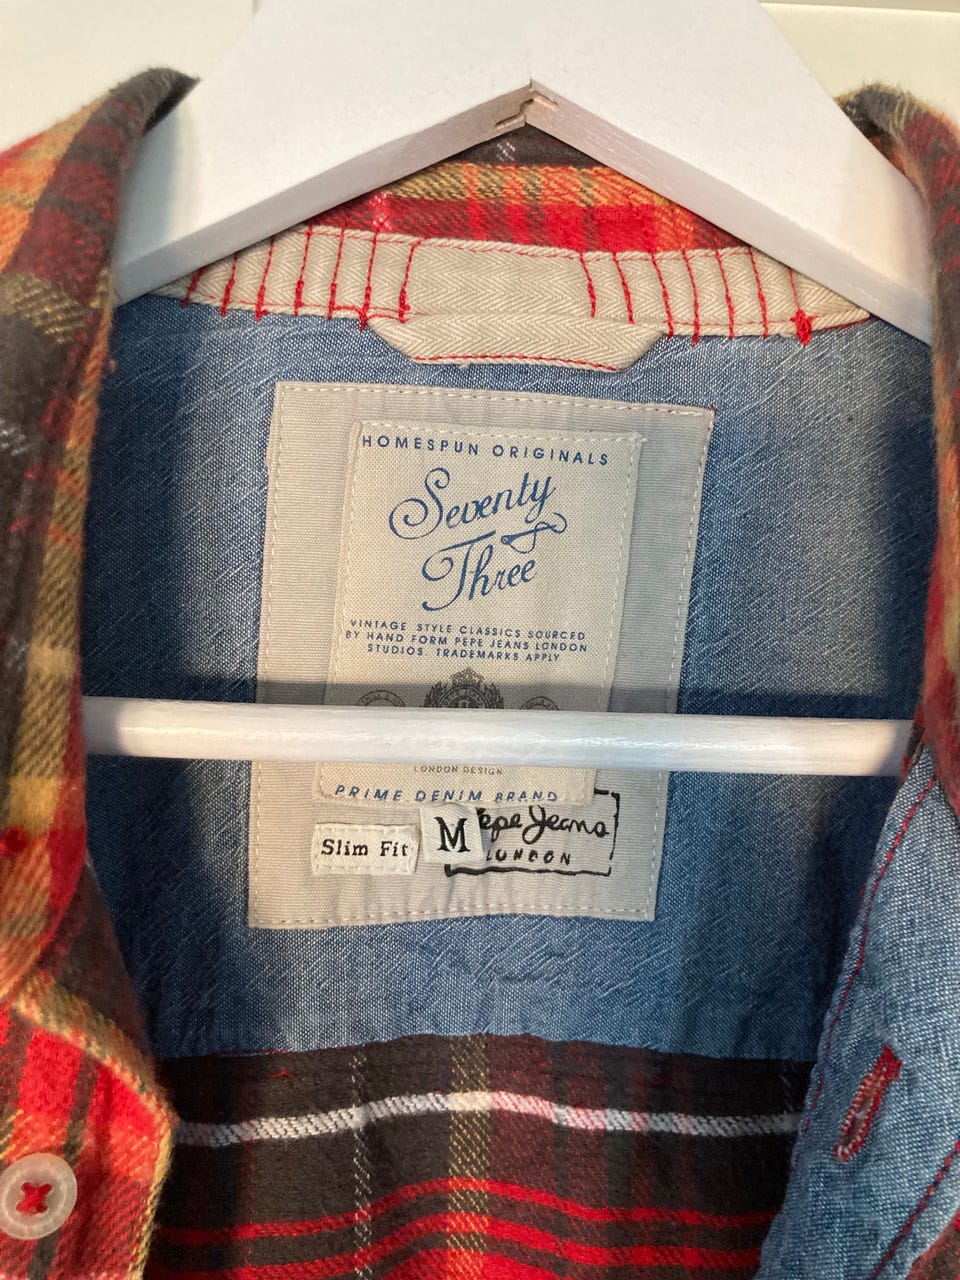 HOMESPUN ORIGINALS
Seventy
Three
VINTAGE STYLE CLASSICS SOURCED
BY HAND FORM PEPE JEANS LONDON
STUDIOS. TRADEMARKS APPLY
LONDON DESIGN
PRIME DENIM BRAND
Slim Fit
M
epe Jeans
LONDON